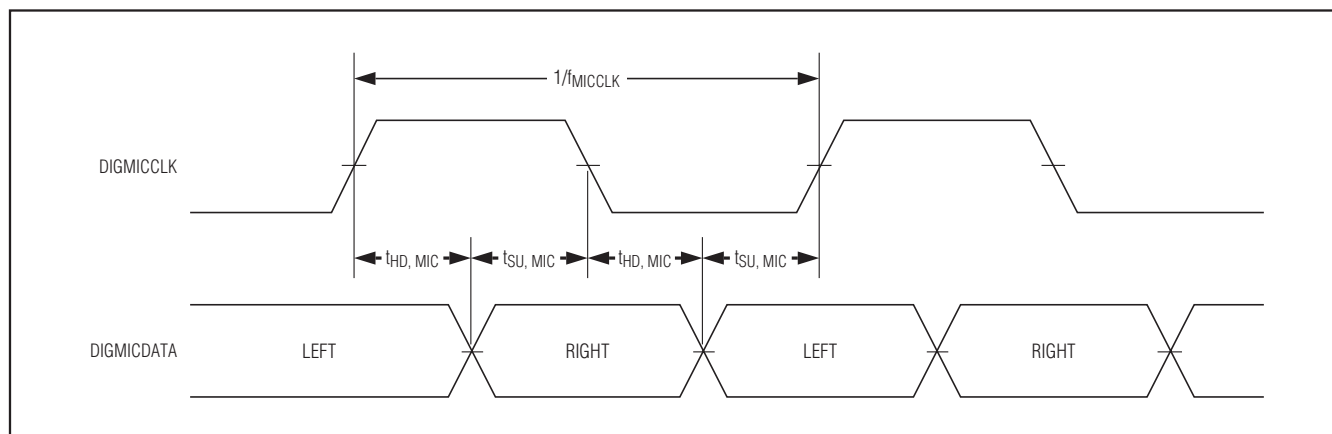 1/fMICCLK
DIGMICCLK
tHD, MIC tSU, MIC tHD, MIC tSU, MIC
DIGMICDATA LEFT RIGHT LEFT RIGHT